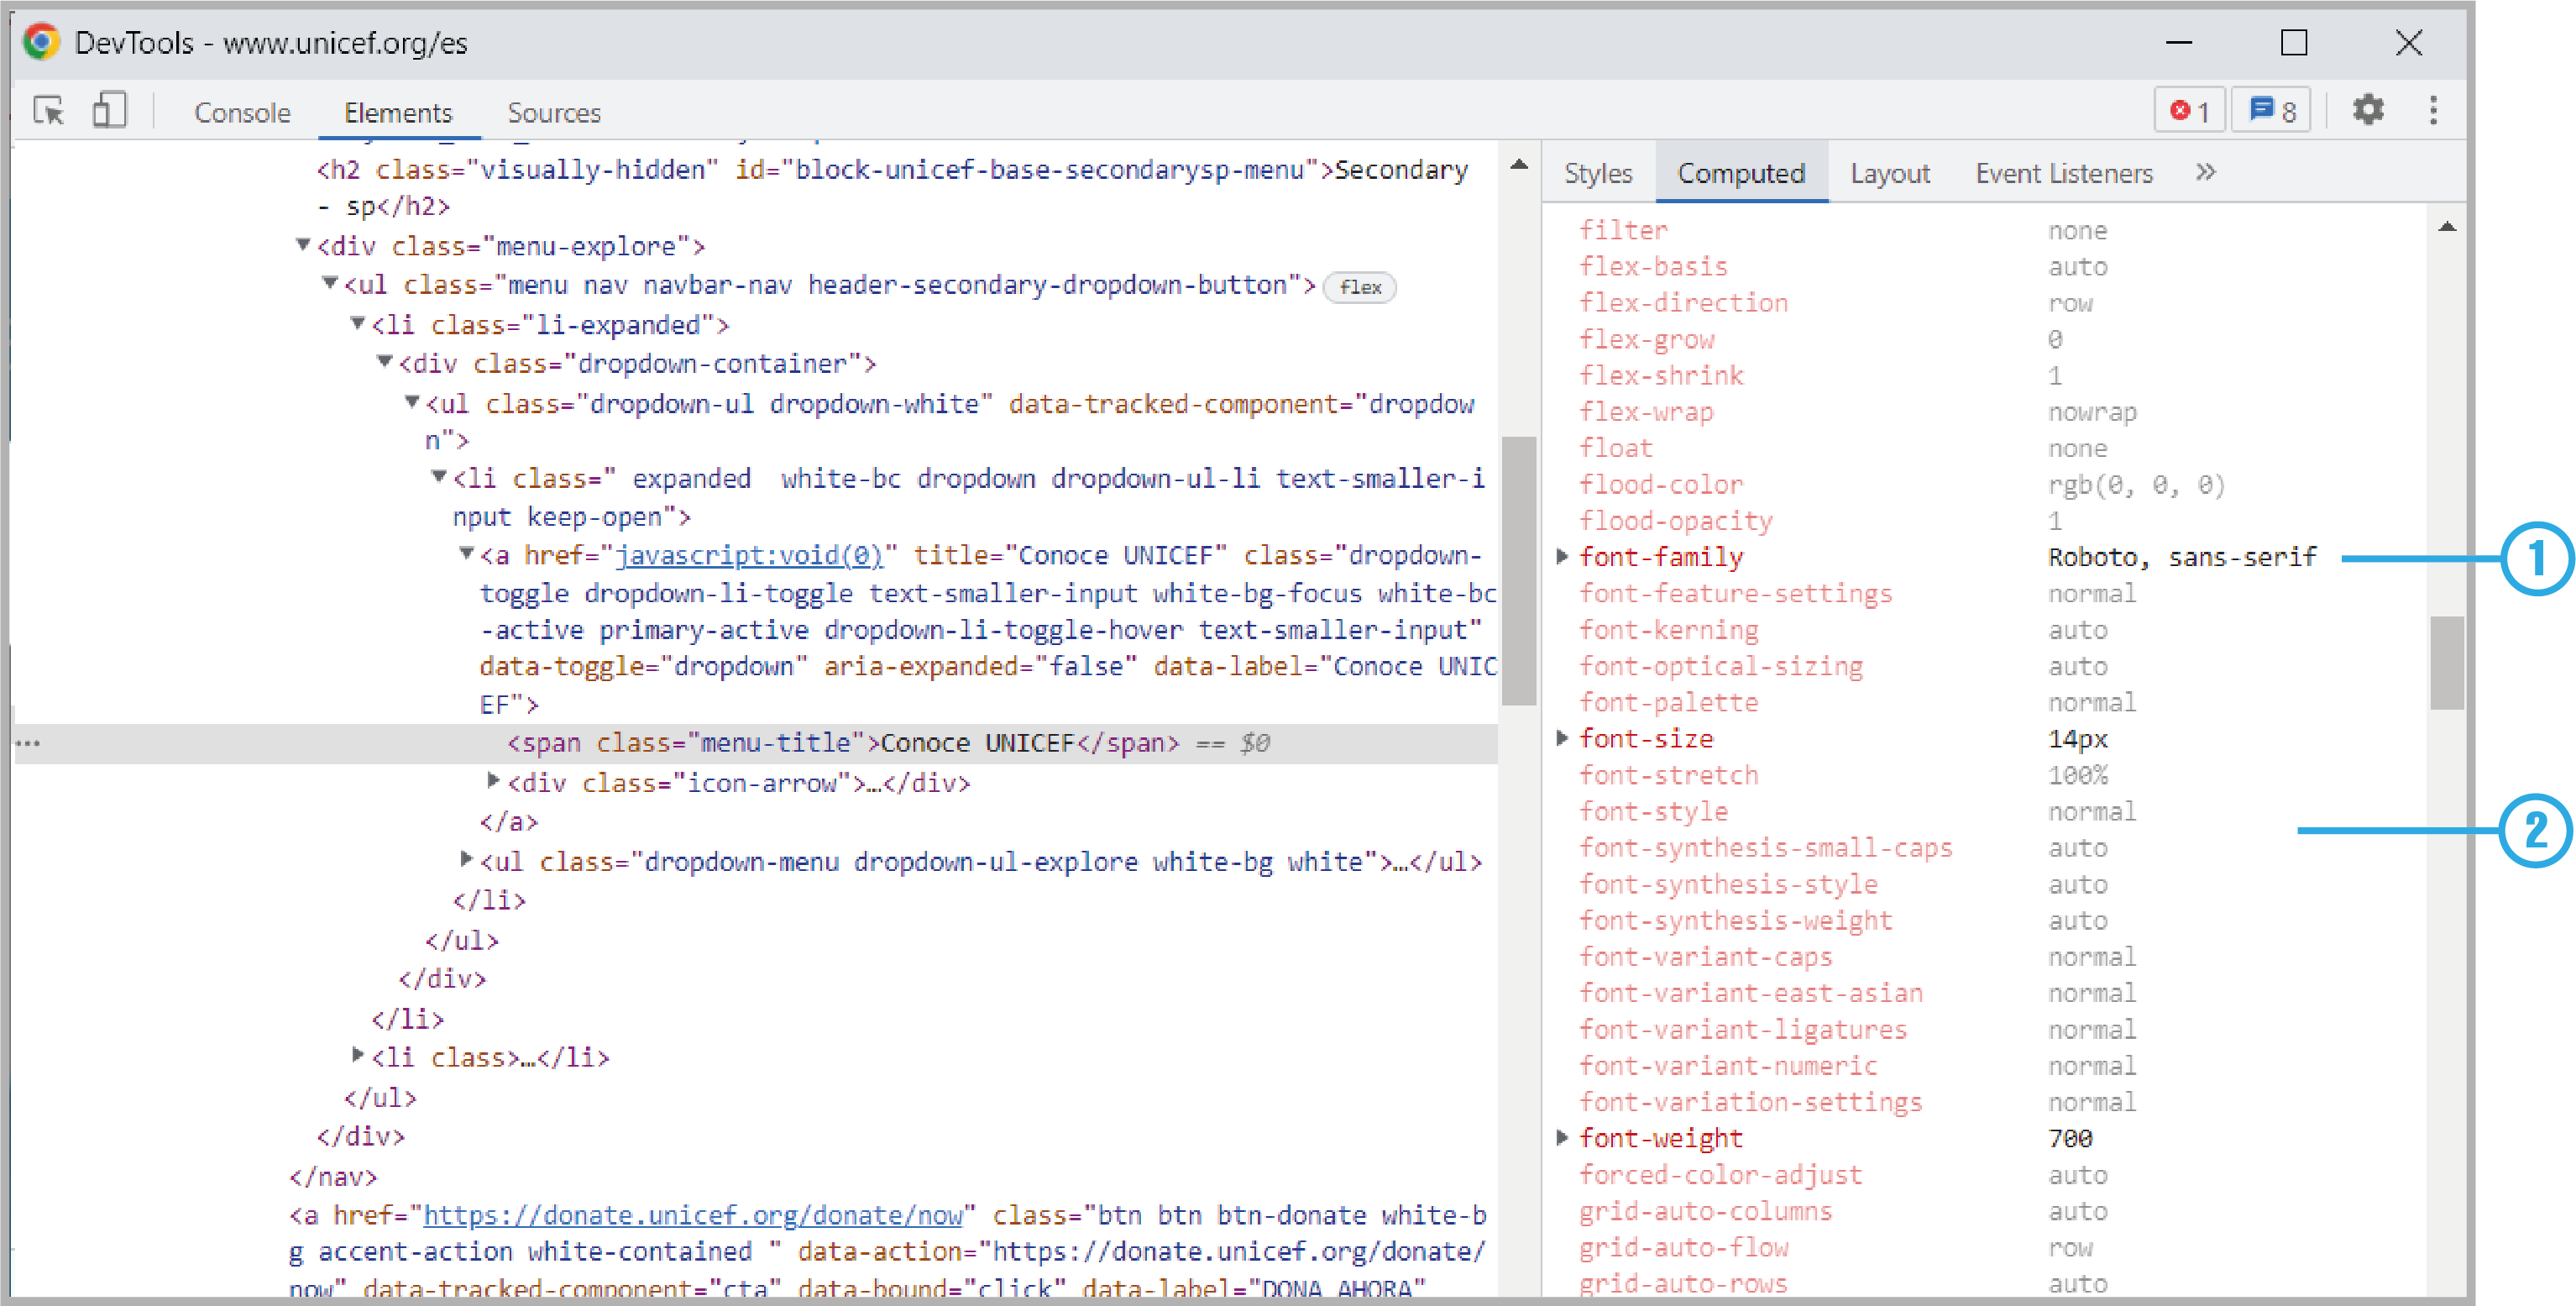 DevTools - www.unicef.org/es
Console Elements Sources 1 8
<h2 class="visually-hidden" id="block-unicef-base-secondarysp-menu">Secondary
- sp</h2>
<div class="menu-explore">
<ul class="menu nav navbar-nav header-secondary-dropdown-button"> flex
<li class="li-expanded">
<div class="dropdown-container">
<ul class="dropdown-ul dropdown-white" data-tracked-component="dropdow
n">
<li class=" expanded  white-bc dropdown dropdown-ul-li text-smaller-i
nput keep-open">
<a href="javascript:void(0)" title="Conoce UNICEF" class="dropdown-
toggle dropdown-li-toggle text-smaller-input white-bg-focus white-bc
-active primary-active dropdown-li-toggle-hover text-smaller-input"
data-toggle="dropdown" aria-expanded="false" data-label="Conoce UNIC
EF">
… <span class="menu-title">Conoce UNICEF</span> == $0
<div class="icon-arrow">…</div>
</a>
<ul class="dropdown-menu dropdown-ul-explore white-bg white">…</ul>
</li>
</ul>
</div>
</li>
<li class>…</li>
</ul>
</div>
</nav>
<a href="https://donate.unicef.org/donate/now" class="btn btn btn-donate white-b
g accent-action white-contained " data-action="https://donate.unicef.org/donate/
now" data-tracked-component="cta" data-bound="click" data-label="DONA AHORA"
Styles Computed Layout Event Listeners »
filter none
flex-basis auto
flex-direction row
flex-grow 0
flex-shrink 1
flex-wrap nowrap
float none
flood-color rgb(0, 0, 0)
flood-opacity 1
font-family Roboto, sans-serif 1
font-feature-settings normal
font-kerning auto
font-optical-sizing auto
font-palette normal
font-size 14px
font-stretch 100%
font-style normal
2
font-synthesis-small-caps auto
font-synthesis-style auto
font-synthesis-weight auto
font-variant-caps normal
font-variant-east-asian normal
font-variant-ligatures normal
font-variant-numeric normal
font-variation-settings normal
font-weight 700
forced-color-adjust auto
grid-auto-columns auto
grid-auto-flow row
grid-auto-rows auto